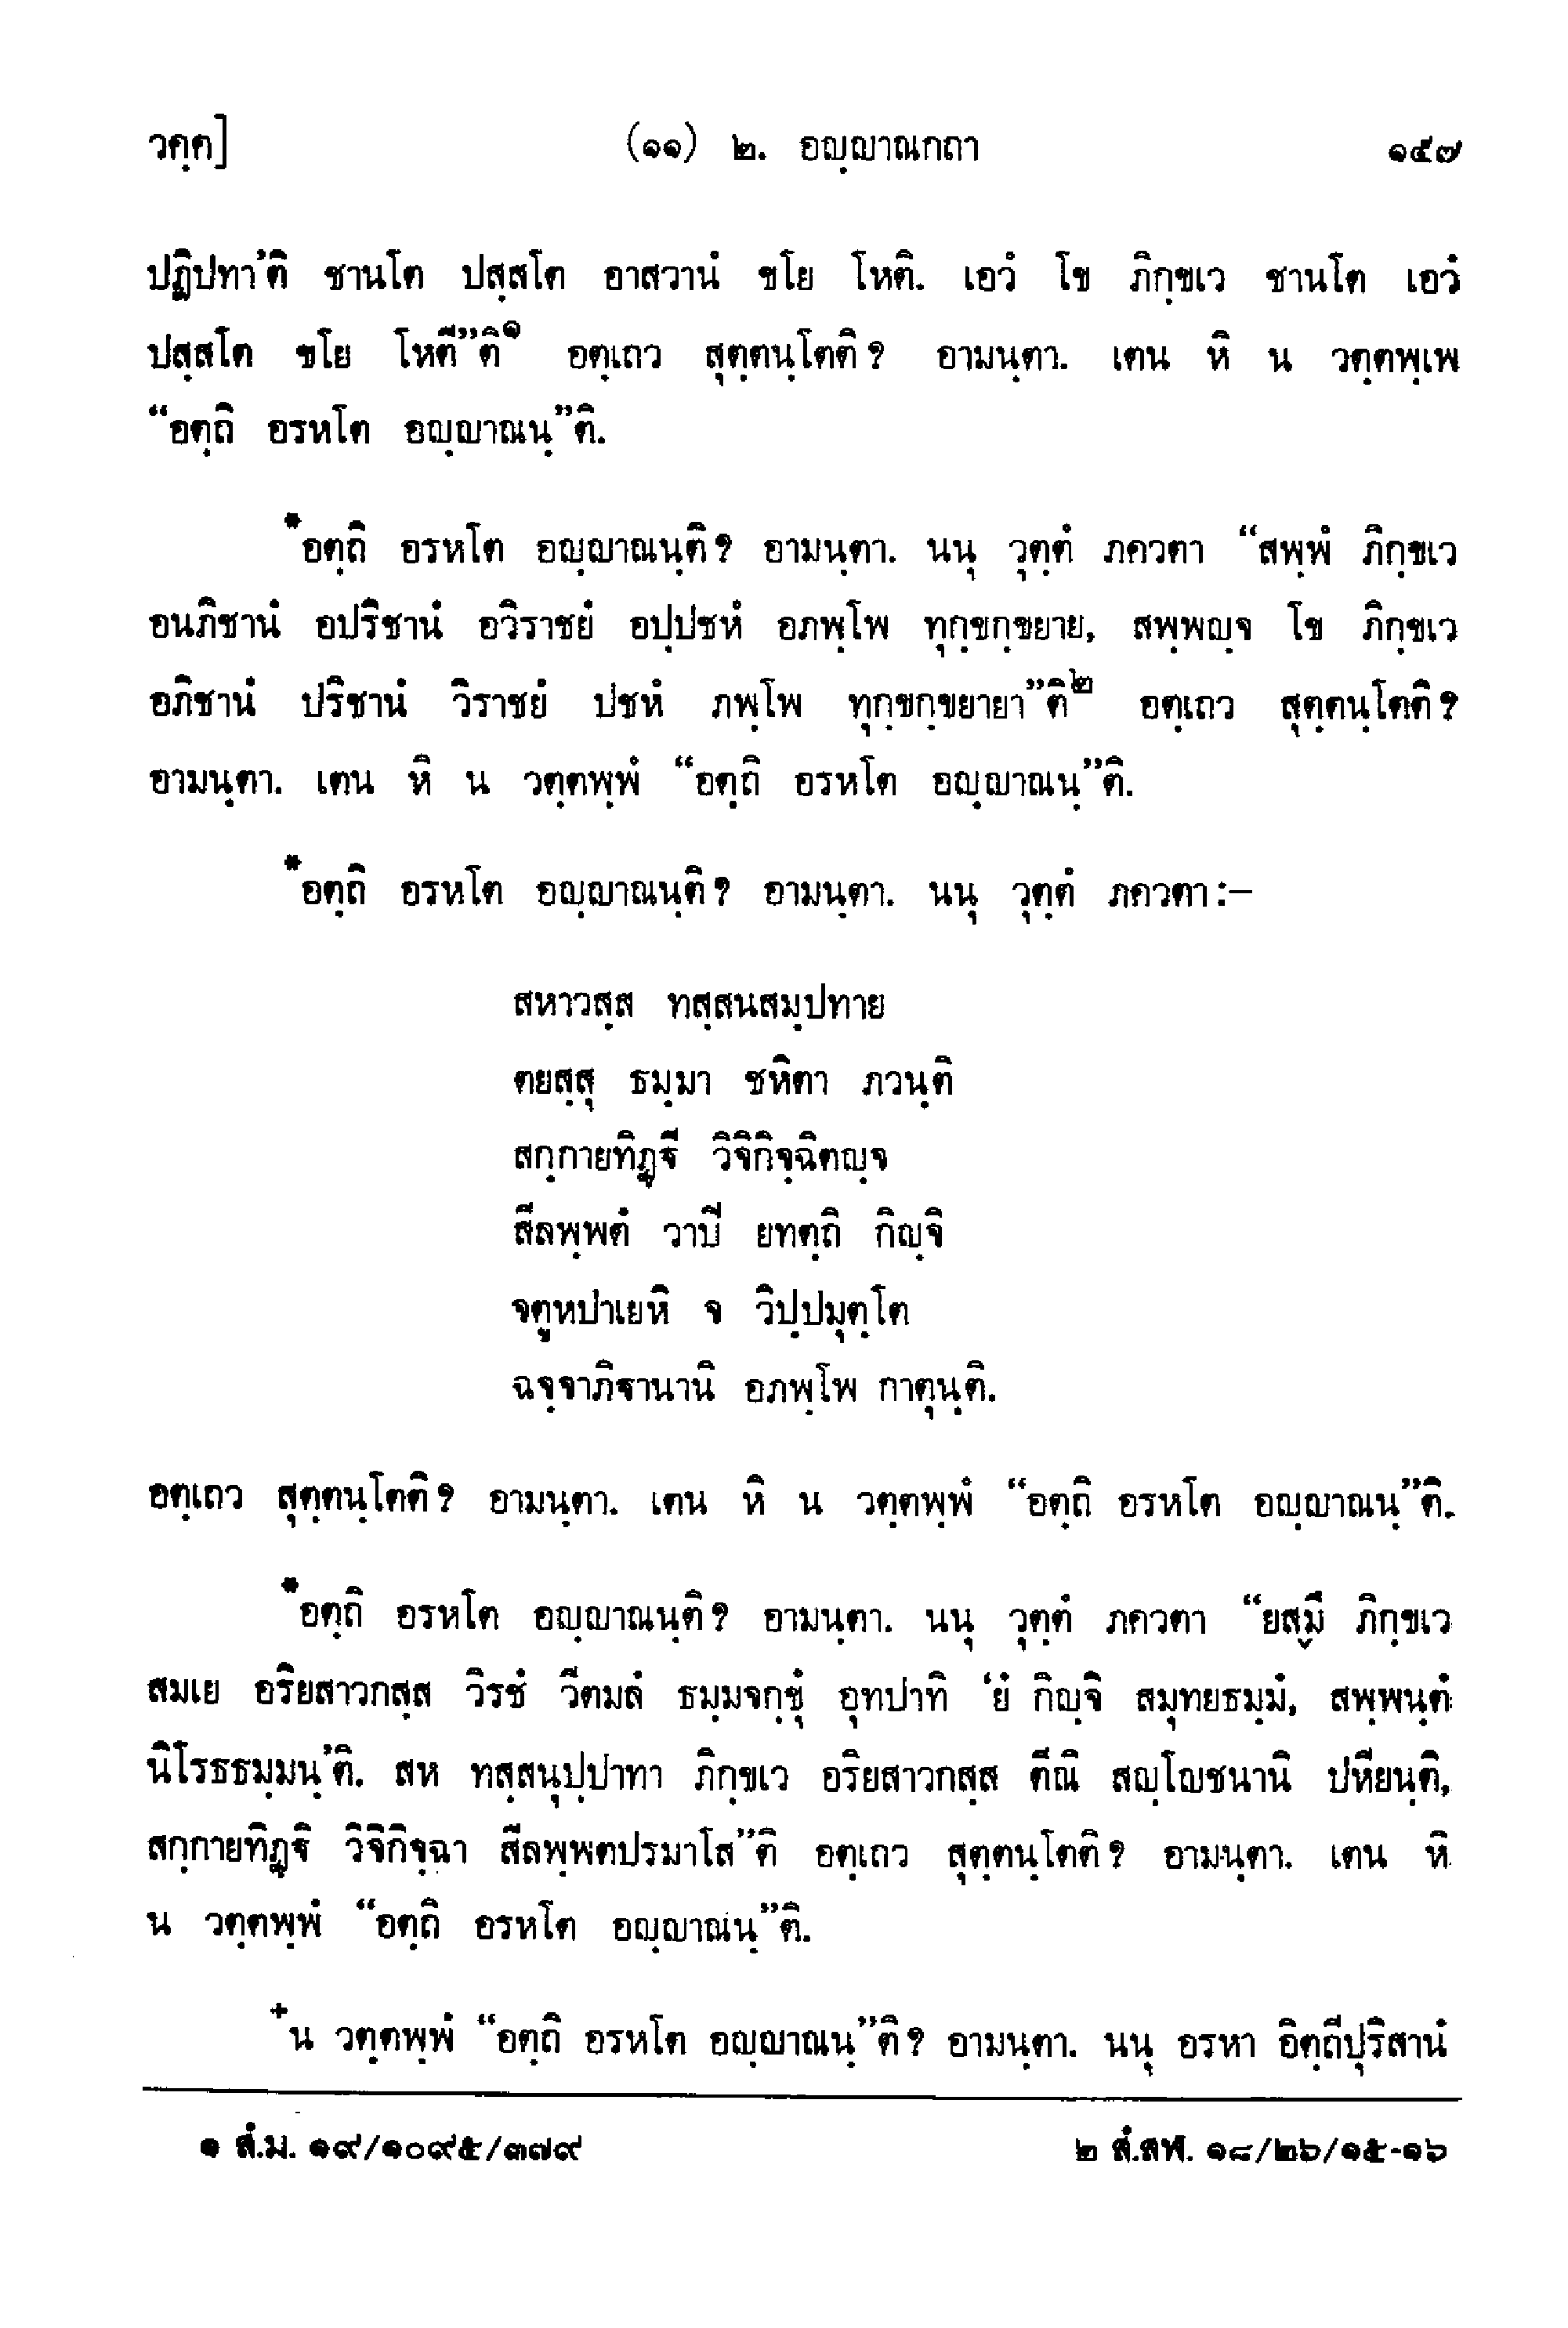 วคฺค]
(๑๑) ๒. อญฺญาณกถา
๑๕๗
ปฏิปทา’ติ ชานโต ปสฺสโต อาสวานํ ขโย โหติ. เอวํ โข ภิกฺขเว ชานโต เอวํ
ปสฺสโต ขโย โหตี”ติ๑ อตฺเถว สุตฺตนฺโตติ? อามนฺตา. เตน หิ น วตฺตพฺเพ
“อตฺถิ อรหโต อญฺญาณนฺ”ติ.
*อตฺถิ อรหโต อญฺญาณนฺติ? อามนฺตา. นนุ วุตฺตํ ภควตา “สพฺพํ ภิกฺขเว
อนภิชานํ อปริชานํ อวิราชยํ อปฺปชหํ อภพฺโพ ทุกฺขกฺขยาย, สพฺพญฺจ โข ภิกฺขเว
อภิชานํ ปริชานํ วิราชยํ ปชหํ ภพฺโพ ทุกฺขกฺขยายา”ติ๒ อตฺเถว สุตฺตนฺโตติ?
อามนฺตา. เตน หิ น วตฺตพฺพํ “อตฺถิ อรหโต อญฺญาณนฺ”ติ.
*อตฺถิ อรหโต อญฺญาณนฺติ? อามนฺตา. นนุ วุตฺตํ ภควตา:–
สหาวสฺส ทสฺสนสมฺปทาย
ตยสฺสุ ธมฺมา ชหิตา ภวนฺติ
สกฺกายทิฏฺฐี วิจิกิจฺฉิตญฺจ
สีลพฺพตํ วาปี ยทตฺถิ กิญฺจิ
จตูหปาเยหิ จ วิปฺปมุตฺโต
ฉจฺจาภิฐานานิ อภพฺโพ กาตุนฺติ.
อตฺเถว สุตฺตนฺโตติ? อามนฺตา. เตน หิ น วตฺตพฺพํ “อตฺถิ อรหโต อญฺญาณนฺ”ติ.
*อตฺถิ อรหโต อญฺญาณนฺติ? อามนฺตา. นนุ วุตฺตํ ภควตา “ยสฺมึ ภิกฺขเว
สมเย อริยสาวกสฺส วิรชํ วีตมลํ ธมฺมจกฺขุํ อุทปาทิ ‘ยํ กิญฺจิ สมุทยธมฺมํ, สพฺพนฺตํ
นิโรธธมฺมนฺ’ติ. สห ทสฺสนุปฺปาทา ภิกฺขเว อริยสาวกสฺส ตีณิ สญฺโญชนานิ ปหียนฺติ,
สกฺกายทิฏฺฐิ วิจิกิจฺฉา สีลพฺพตปรมาโส”ติ อตฺเถว สุตฺตนฺโตติ? อามนฺตา. เตน หิ
น วตฺตพฺพํ “อตฺถิ อรหโต อญฺญาณนฺ”ติ.
+น วตฺตพฺพํ “อตฺถิ อรหโต อญฺญาณนฺ”ติ? อามนฺตา. นนุ อรหา อิตฺถีปุริสานํ
๑ สํ.ม. ๑๙/๑๐๙๕/๓๗๙
๒ สํ.สฬ. ๑๘/๒๖/๑๕-๑๖